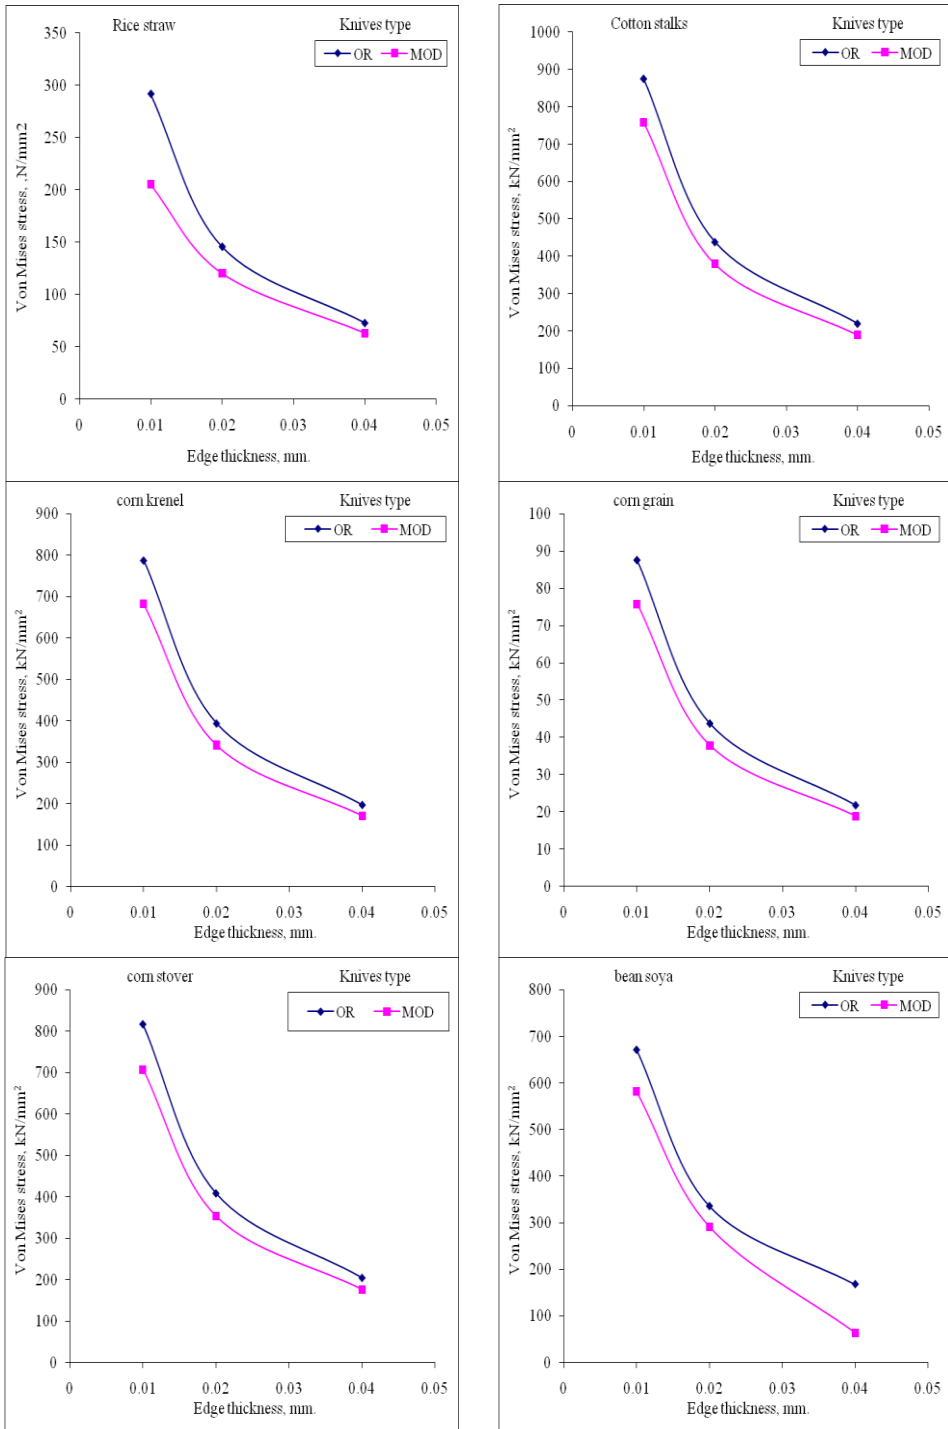 Rice straw
Knives type
OR MOD
350
300
250
200
150
100
50
0
Von Mises stress, ,N/mm2
0 0.01 0.02 0.03 0.04 0.05
Edge thickness, mm.
Cotton stalks
Knives type
OR MOD
1000
900
800
700
600
500
400
300
200
100
0
Von Mises stress, kN/mm²
0 0.01 0.02 0.03 0.04 0.05
Edge thickness, mm.
corn krenel
Knives type
OR MOD
900
800
700
600
500
400
300
200
100
0
Von Mises stress, kN/mm²
0 0.01 0.02 0.03 0.04 0.05
Edge thickness, mm.
corn grain
Knives type
OR MOD
100
90
80
70
60
50
40
30
20
10
0
Von Mises stress, kN/mm²
0 0.01 0.02 0.03 0.04 0.05
Edge thickness, mm.
corn stover
Knives type
OR MOD
900
800
700
600
500
400
300
200
100
0
Von Mises stress, kN/mm²
0 0.01 0.02 0.03 0.04 0.05
Edge thickness, mm.
bean soya
Knives type
OR MOD
800
700
600
500
400
300
200
100
0
Von Mises stress, kN/mm²
0 0.01 0.02 0.03 0.04 0.05
Edge thickness, mm.